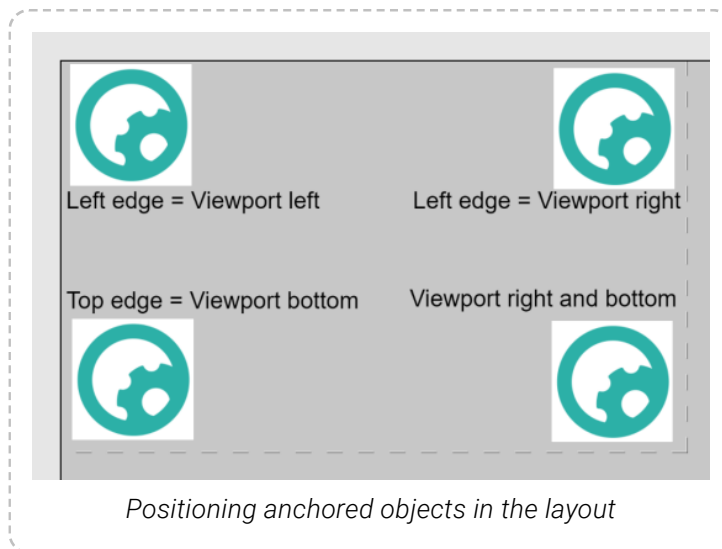 Left edge = Viewport left
Left edge = Viewport right
Top edge = Viewport bottom
Viewport right and bottom
Positioning anchored objects in the layout